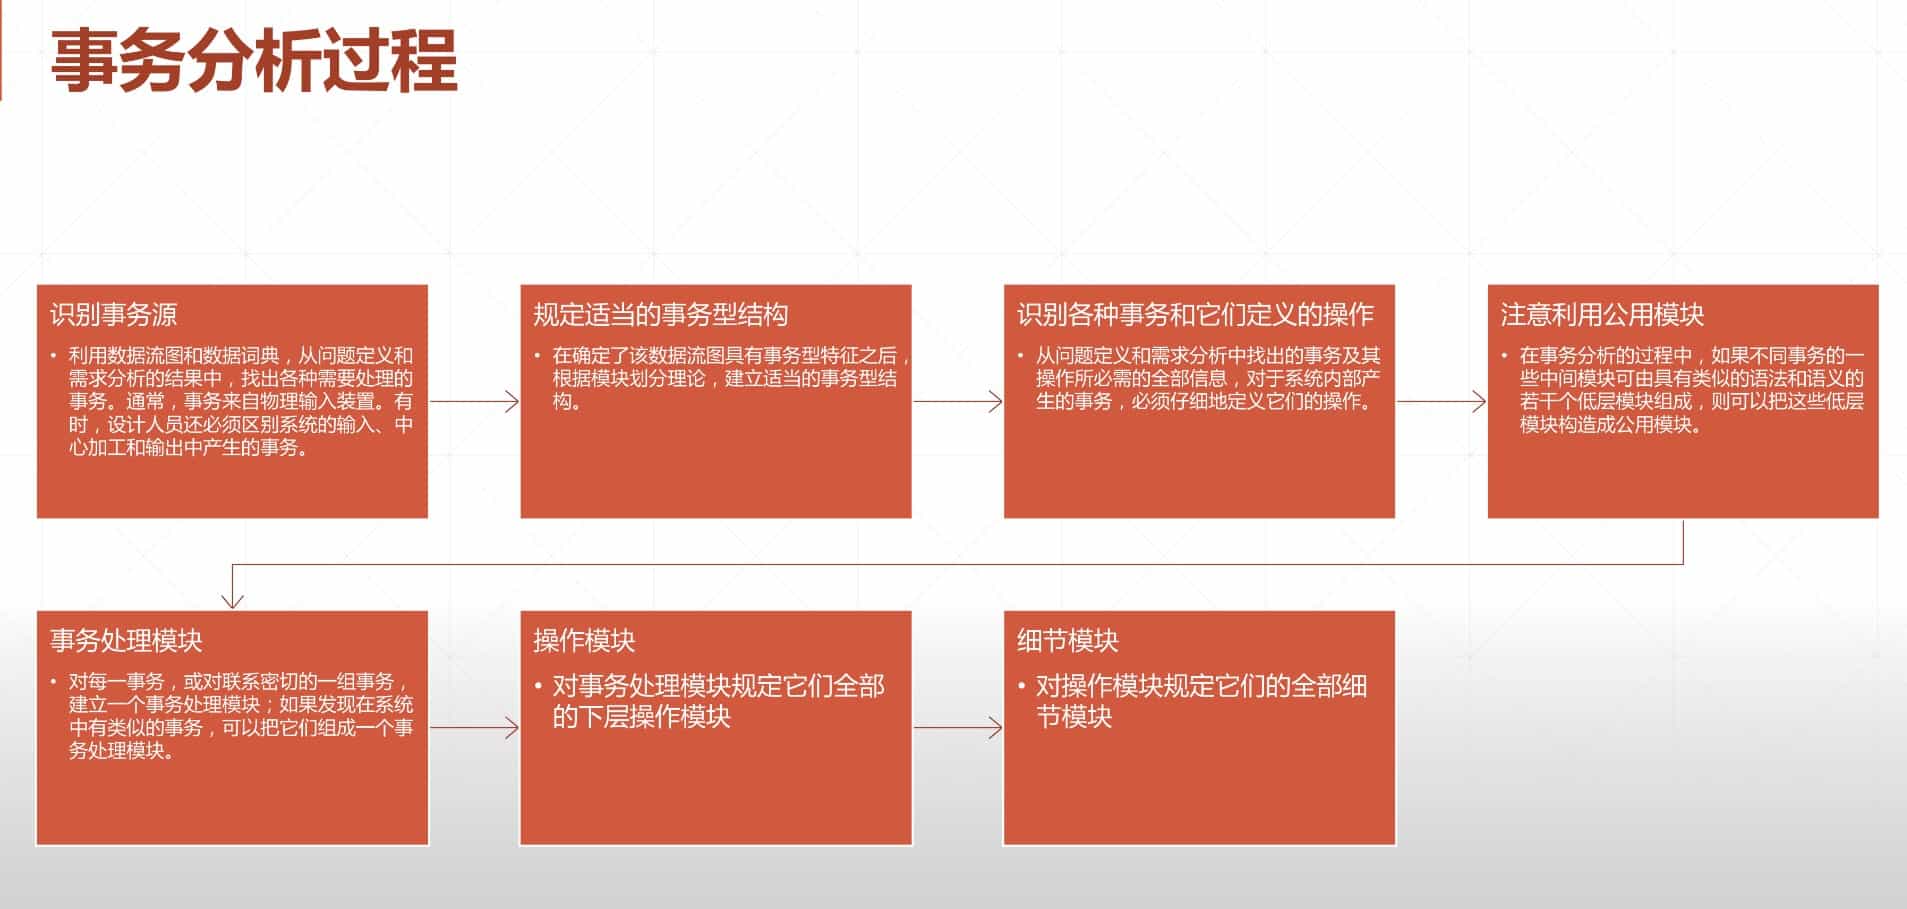 事务分析过程
识别事务源
• 利用数据流图和数据词典，从问题定义和
需求分析的结果中，找出各种需要处理的
事务。通常，事务来自物理输入装置。有
时，设计人员还必须区别系统的输入、中
心加工和输出中产生的事务。
规定适当的事务型结构
• 在确定了该数据流图具有事务型特征之后，
根据模块划分理论，建立适当的事务型结
构。
识别各种事务和它们定义的操作
• 从问题定义和需求分析中找出的事务及其
操作所必需的全部信息，对于系统内部产
生的事务，必须仔细地定义它们的操作。
注意利用公用模块
• 在事务分析的过程中，如果不同事务的一
些中间模块可由具有类似的语法和语义的
若干个低层模块组成，则可以把这些低层
模块构造成公用模块。
事务处理模块
• 对每一事务，或对联系密切的一组事务，
建立一个事务处理模块；如果发现在系统
中有类似的事务，可以把它们组成一个事
务处理模块。
操作模块
• 对事务处理模块规定它们全部
的下层操作模块
细节模块
• 对操作模块规定它们的全部细
节模块